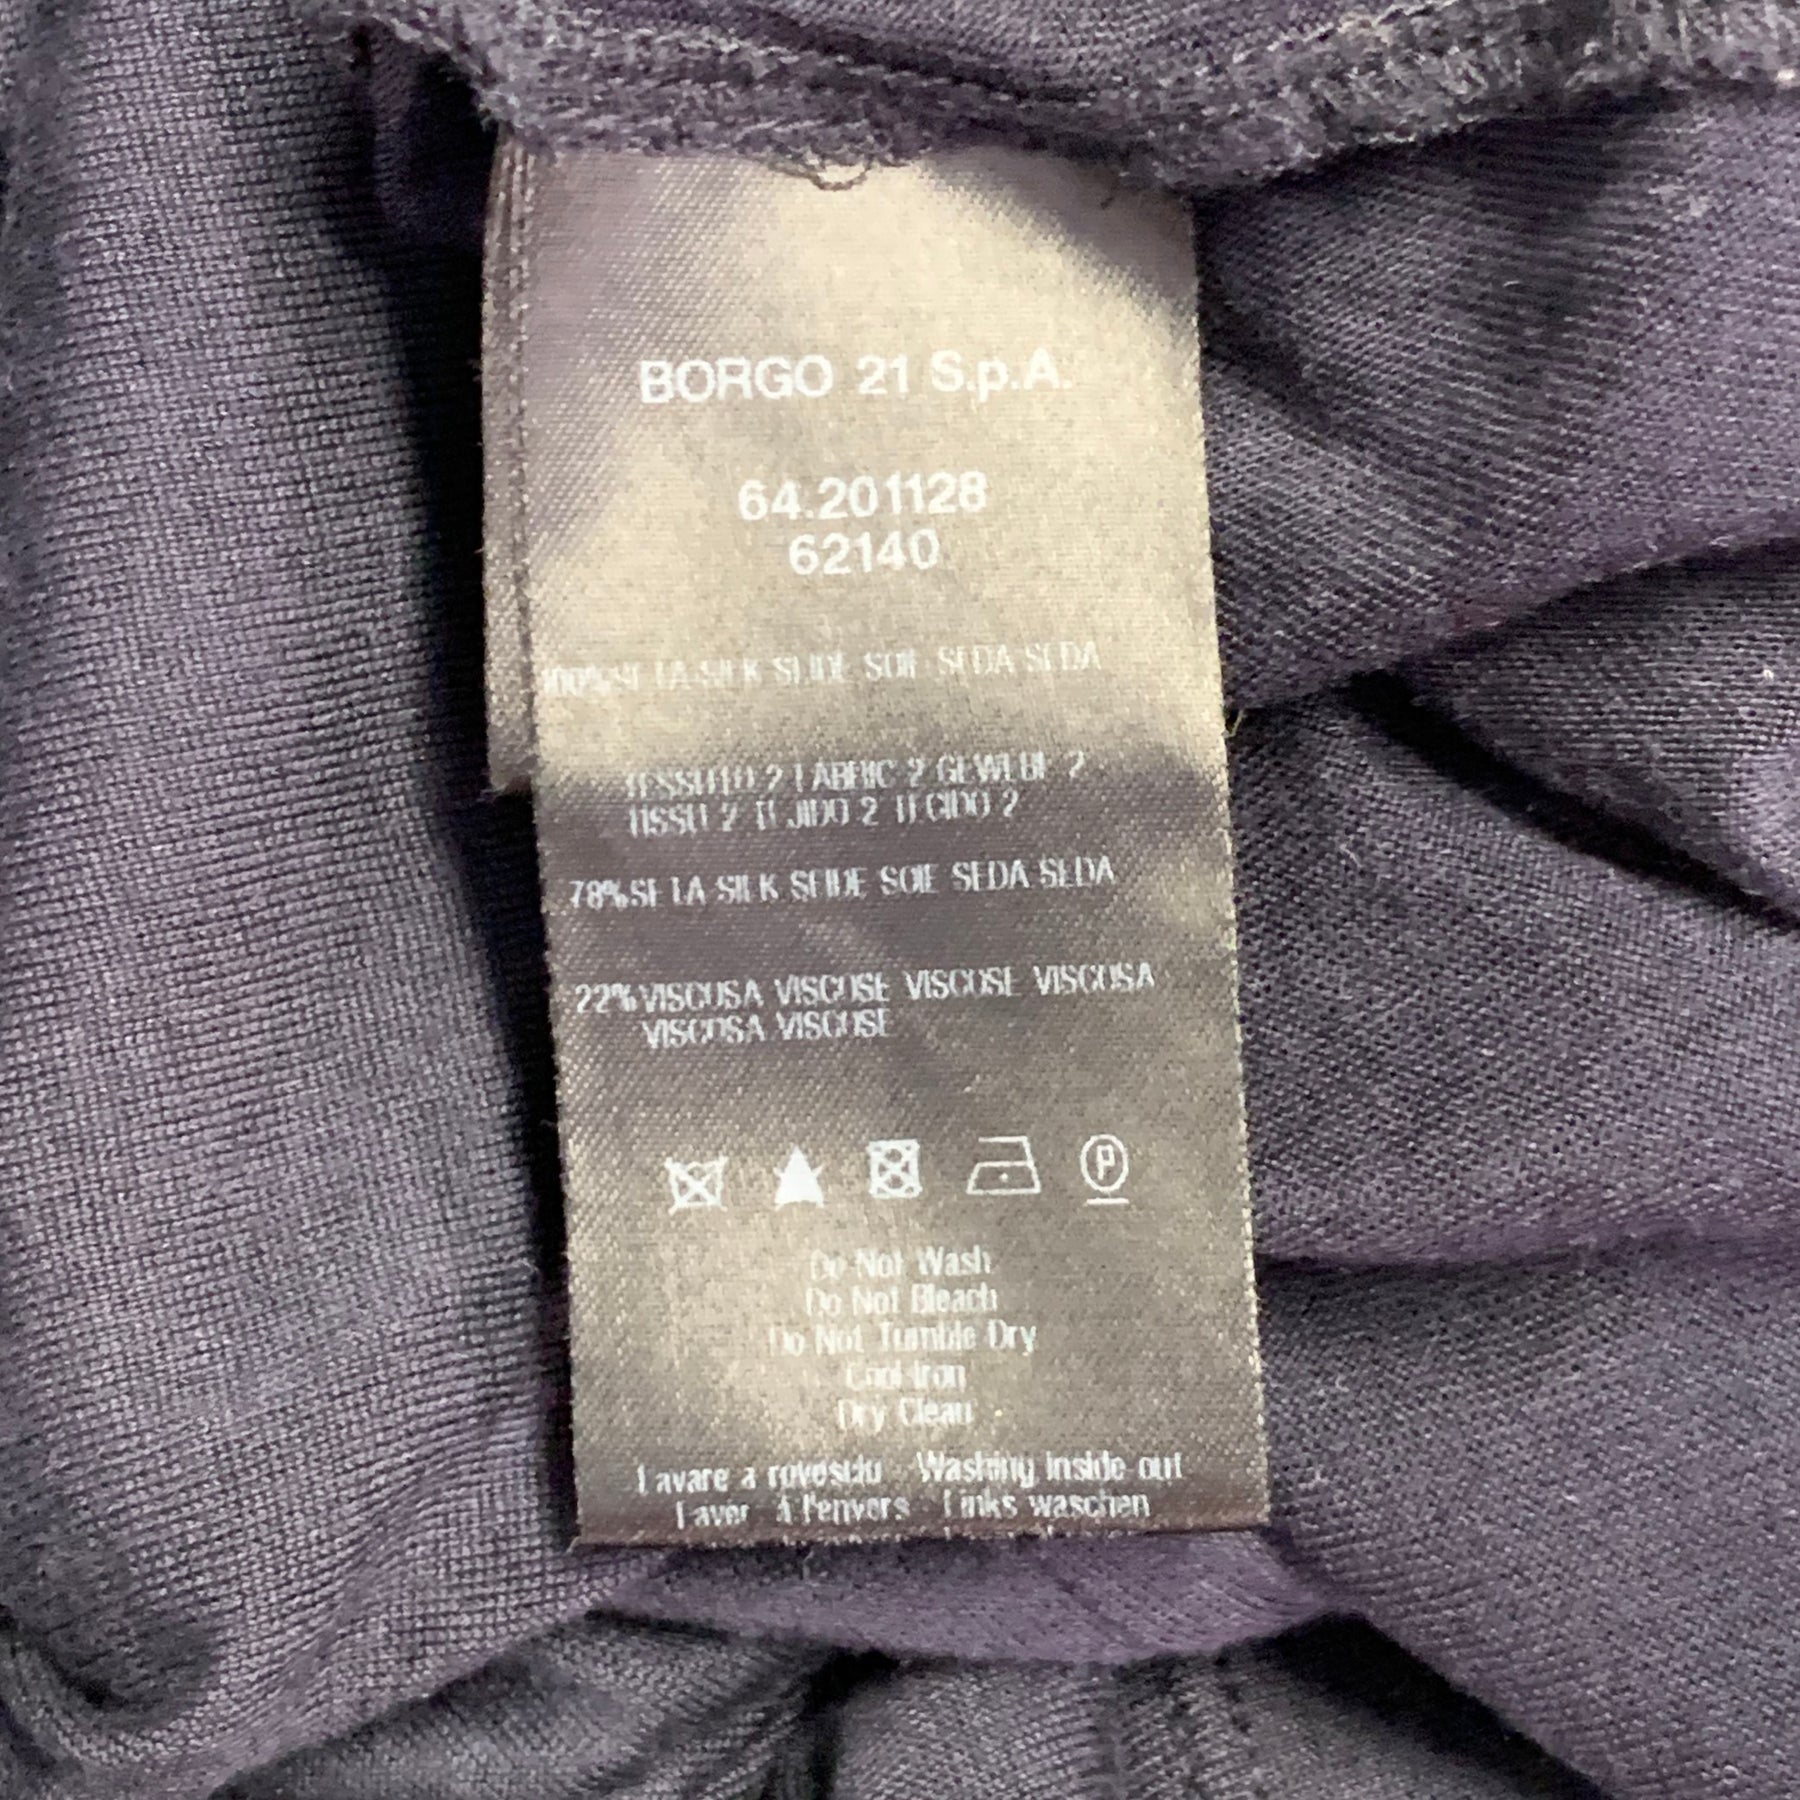 BORGO 21 S.p.A.
64.201128
62140
100%SETA SILK SEIDE SOIE SEDA SEDA
TESSUTO 2 FABRIC 2 GEWEBE 2
TISSU 2 TEJIDO 2 TECIDO 2
78%SETA SILK SEIDE SOIE SEDA SEDA
22%VISCOSA VISCOSE VISCOSE VISCOSA
VISCOSA VISCOSE
P
Do Not Wash
Do Not Bleach
Do Not Tumble Dry
Cool Iron
Dry Clean
Lavare a rovescio - Washing inside out
Laver à l'envers - Links waschen